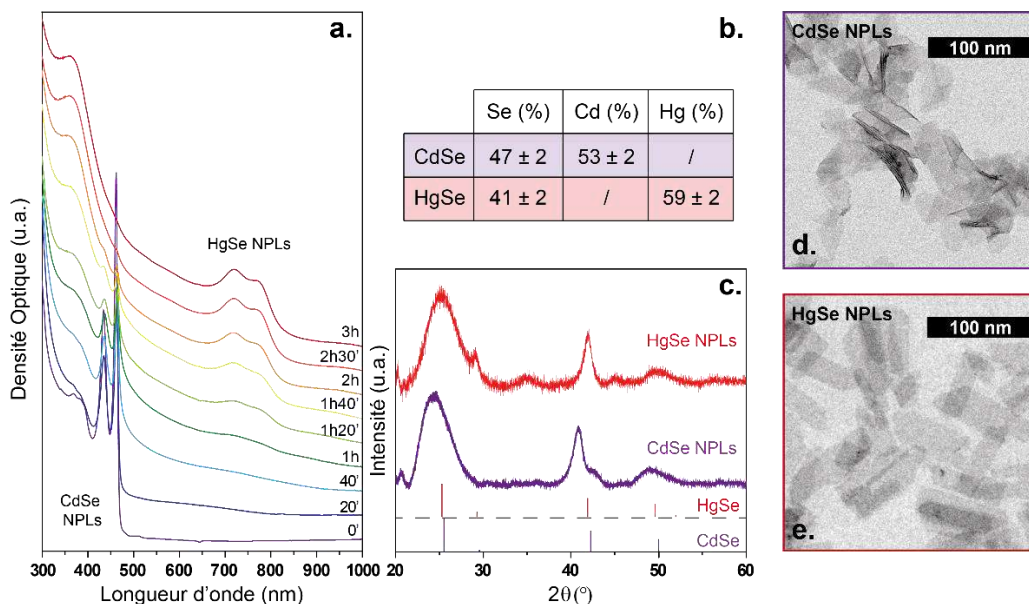 a.
Densité Optique (u.a.)
HgSe NPLs
3h
2h30'
2h
1h40'
1h20'
1h
40'
20'
0'
CdSe
NPLs
300 400 500 600 700 800 900 1000
Longueur d'onde (nm)
b.
Se (%) Cd (%) Hg (%)
CdSe 47 ± 2 53 ± 2 /
HgSe 41 ± 2 / 59 ± 2
c.
Intensité (u.a.)
HgSe NPLs
CdSe NPLs
HgSe
CdSe
20 30 40 50 60
2θ (°)
CdSe NPLs
100 nm
d.
HgSe NPLs
100 nm
e.